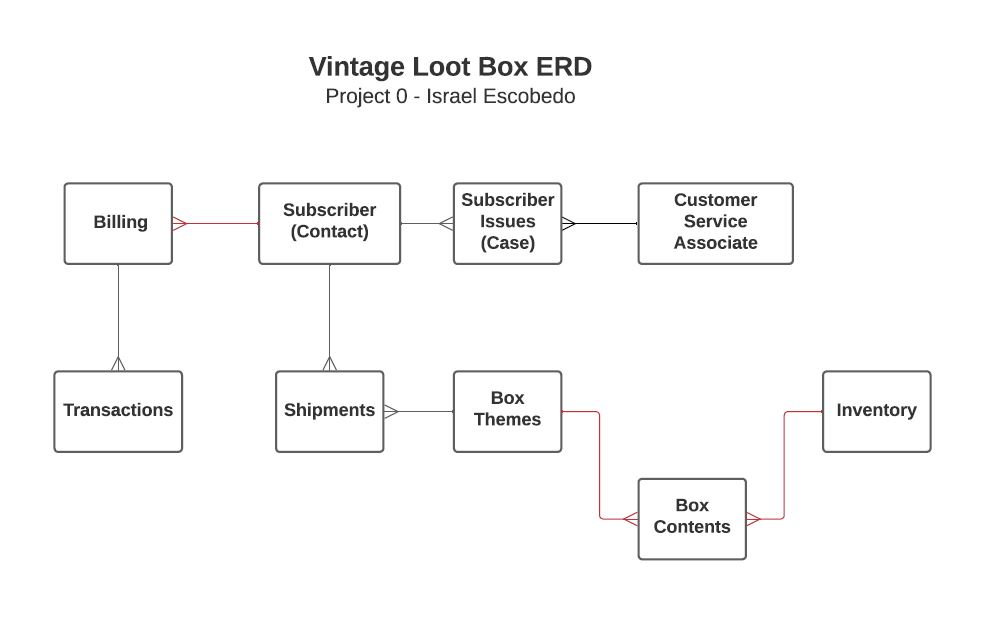 Vintage Loot Box ERD
Project 0 - Israel Escobedo
Billing
Subscriber
(Contact)
Subscriber
Issues
(Case)
Customer
Service
Associate
Transactions
Shipments
Box
Themes
Inventory
Box
Contents